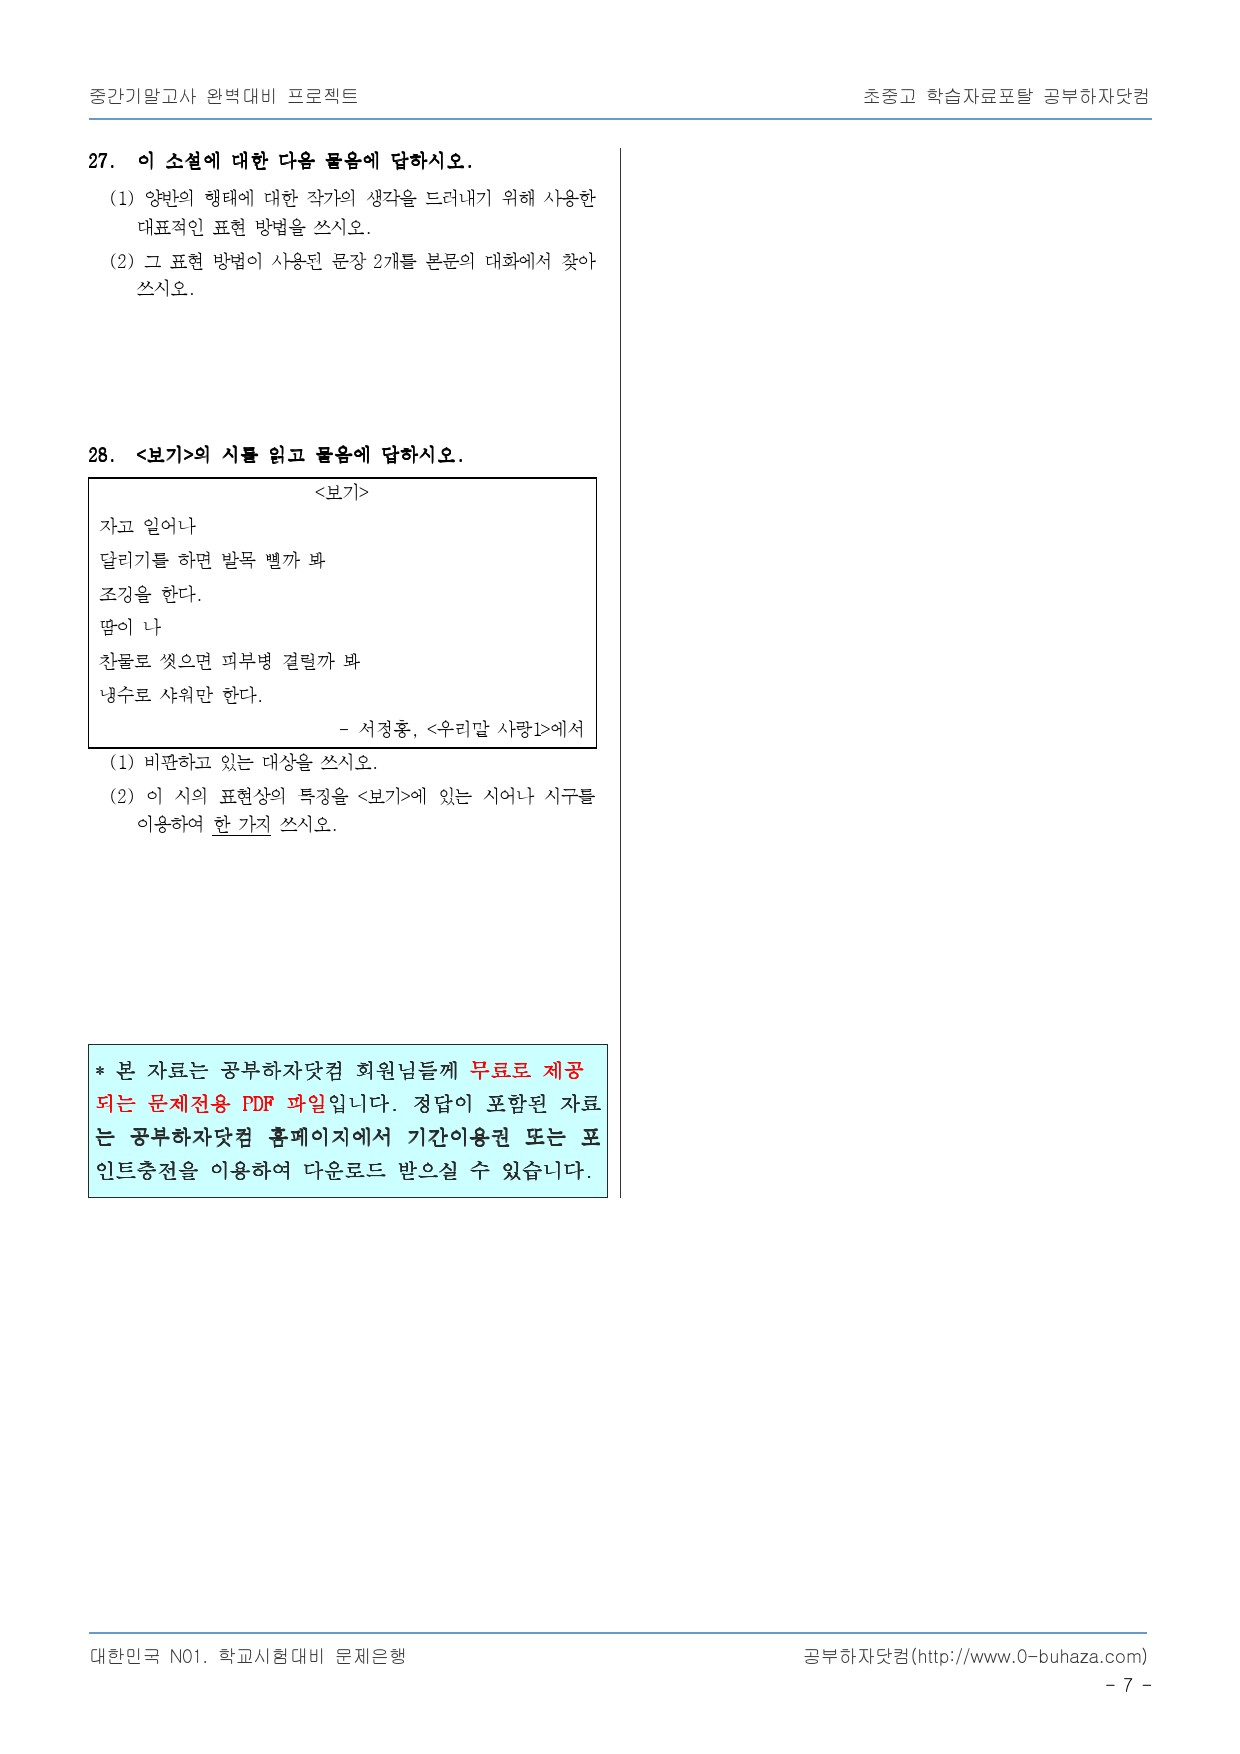 중간기말고사 완벽대비 프로젝트
초중고 학습자료포탈 공부하자닷컴
27. 이 소설에 대한 다음 물음에 답하시오.
(1) 양반의 행태에 대한 작가의 생각을 드러내기 위해 사용한
대표적인 표현 방법을 쓰시오.
(2) 그 표현 방법이 사용된 문장 2개를 본문의 대화에서 찾아
쓰시오.
28. <보기>의 시를 읽고 물음에 답하시오.
<보기>
자고 일어나
달리기를 하면 발목 삘까 봐
조깅을 한다.
땀이 나
찬물로 씻으면 피부병 걸릴까 봐
냉수로 샤워만 한다.
- 서정홍, <우리말 사랑1>에서
(1) 비판하고 있는 대상을 쓰시오.
(2) 이 시의 표현상의 특징을 <보기>에 있는 시어나 시구를
이용하여 한 가지 쓰시오.
* 본 자료는 공부하자닷컴 회원님들께 무료로 제공
되는 문제전용 PDF 파일입니다. 정답이 포함된 자료
는 공부하자닷컴 홈페이지에서 기간이용권 또는 포
인트충전을 이용하여 다운로드 받으실 수 있습니다.
대한민국 N01. 학교시험대비 문제은행
공부하자닷컴(http://www.0-buhaza.com)
- 7 -